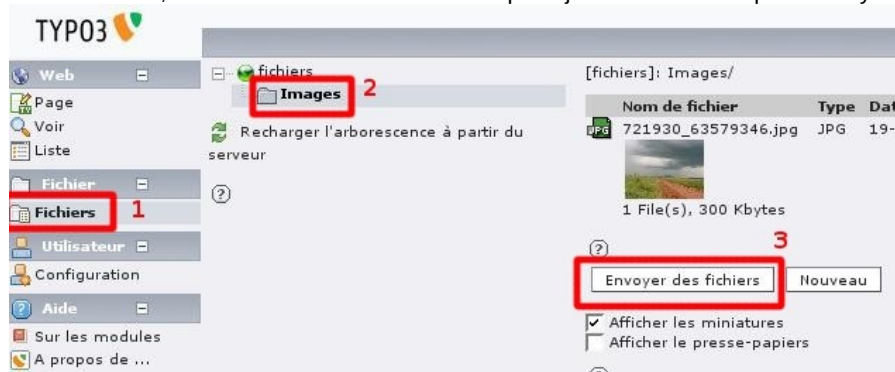 TYPO3
Web
Page
Voir
Liste
Fichier
Fichiers
1
Utilisateur
Configuration
Aide
Sur les modules
A propos de ...
fichiers
Images
2
Recharger l'arborescence à partir du
serveur
[fichiers]: Images/
Nom de fichier Type Dat
721930_63579346.jpg JPG 19-
1 File(s), 300 Kbytes
3
Envoyer des fichiers Nouveau
Afficher les miniatures
Afficher le presse-papiers